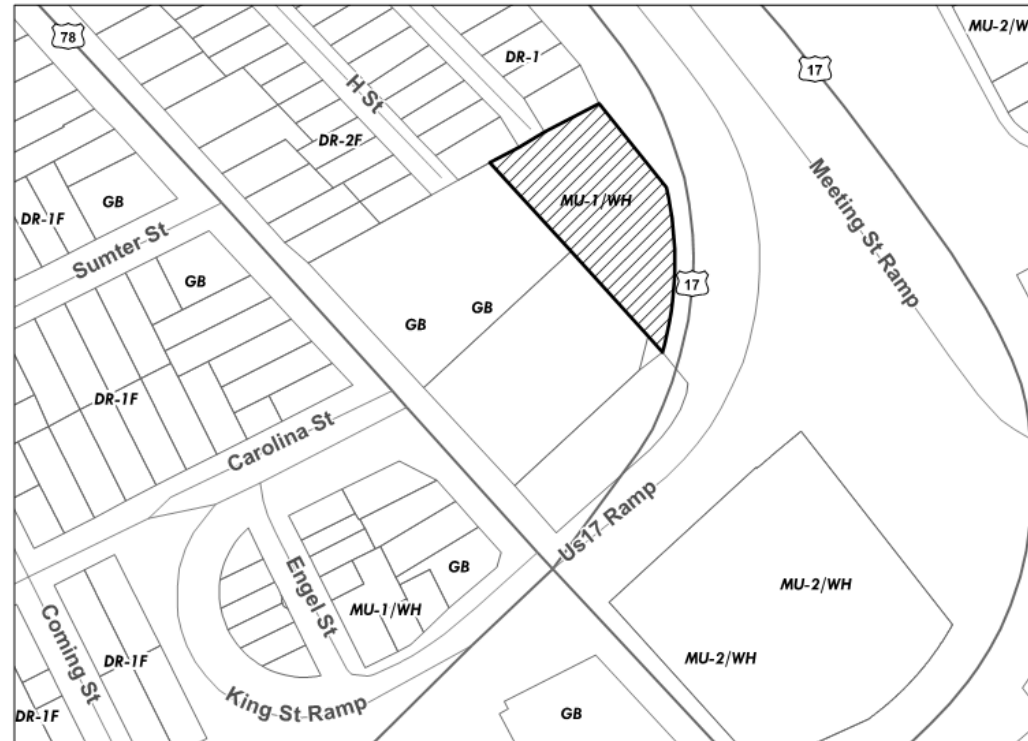 78
MU-2/W
DR-1
17
H St
DR-2F
GB
MU-1/WH
DR-1F
Meeting St Ramp
Sumter St
GB
17
GB
GB
DR-1F
Carolina St
Us17 Ramp
Engel St
GB
MU-2/WH
MU-1/WH
Coming St
DR-1F
MU-2/WH
King St Ramp
DR-1F
GB